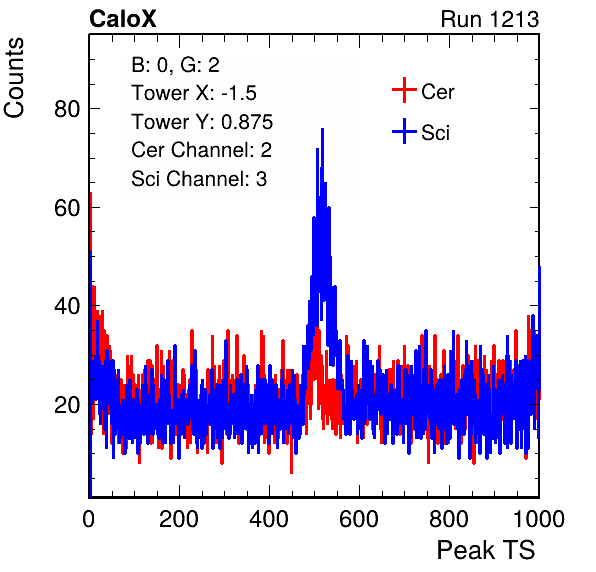 CaloX Run 1213
Counts
B: 0, G: 2
Tower X: -1.5
Tower Y: 0.875
Cer Channel: 2
Sci Channel: 3
Cer
Sci
80
60
40
20
0 200 400 600 800 1000
Peak TS